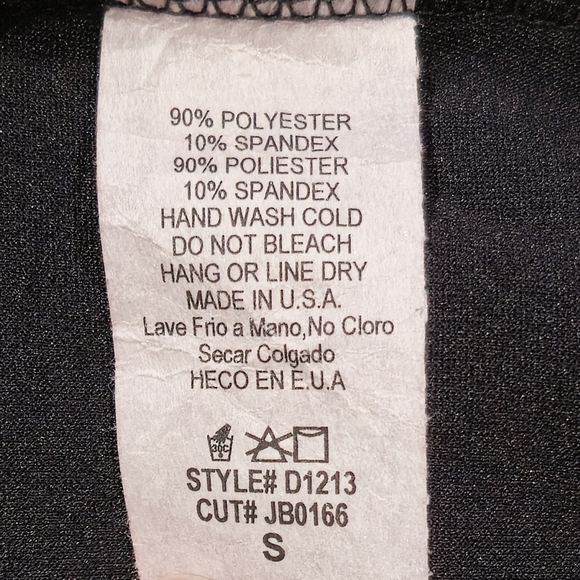 90% POLYESTER
10% SPANDEX
90% POLIESTER
10% SPANDEX
HAND WASH COLD
DO NOT BLEACH
HANG OR LINE DRY
MADE IN U.S.A.
Lave Frio a Mano,No Cloro
Secar Colgado
HECO EN E.U.A
30C
STYLE# D1213
CUT# JB0166
S